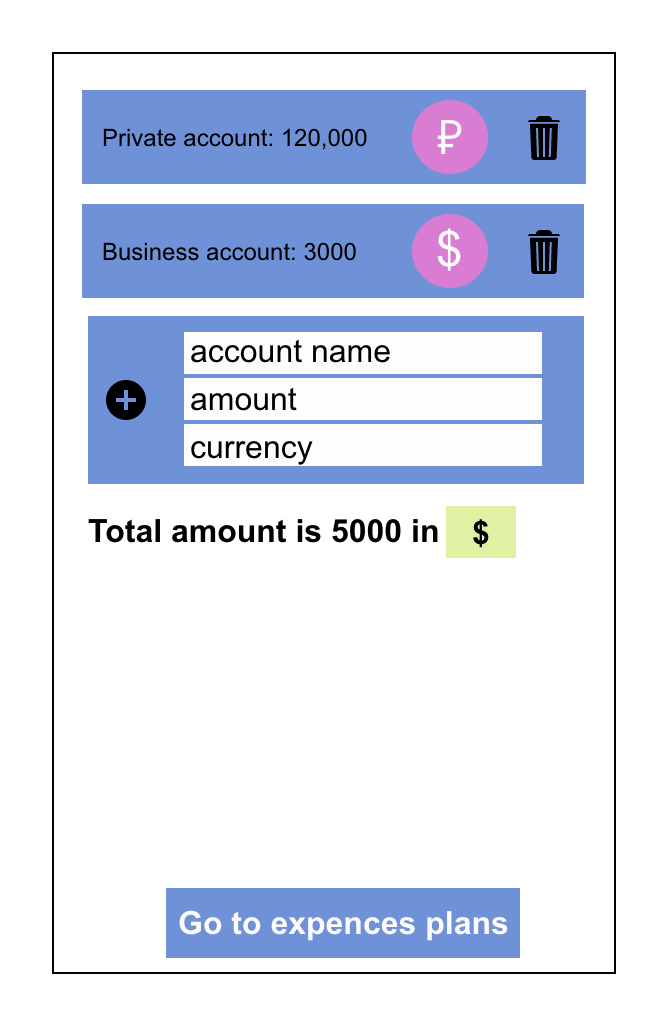 Private account: 120,000 ₽
Business account: 3000 $
account name
amount
currency
Total amount is 5000 in $
Go to expences plans